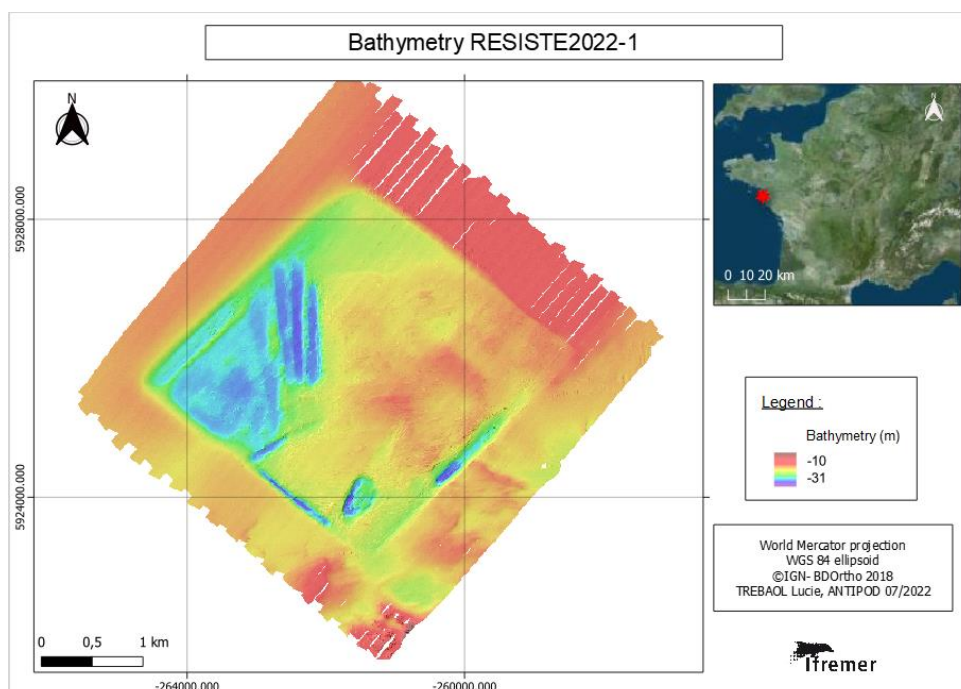 Bathymetry RESISTE2022-1
N
N
5928000.000
5924000.000
0 10 20 km
Legend :
Bathymetry (m)
-10
-31
World Mercator projection
WGS 84 ellipsoid
©IGN- BDOrtho 2018
TREBAOL Lucie, ANTIPOD 07/2022
0 0,5 1 km
Ifremer
-264000.000
-260000.000